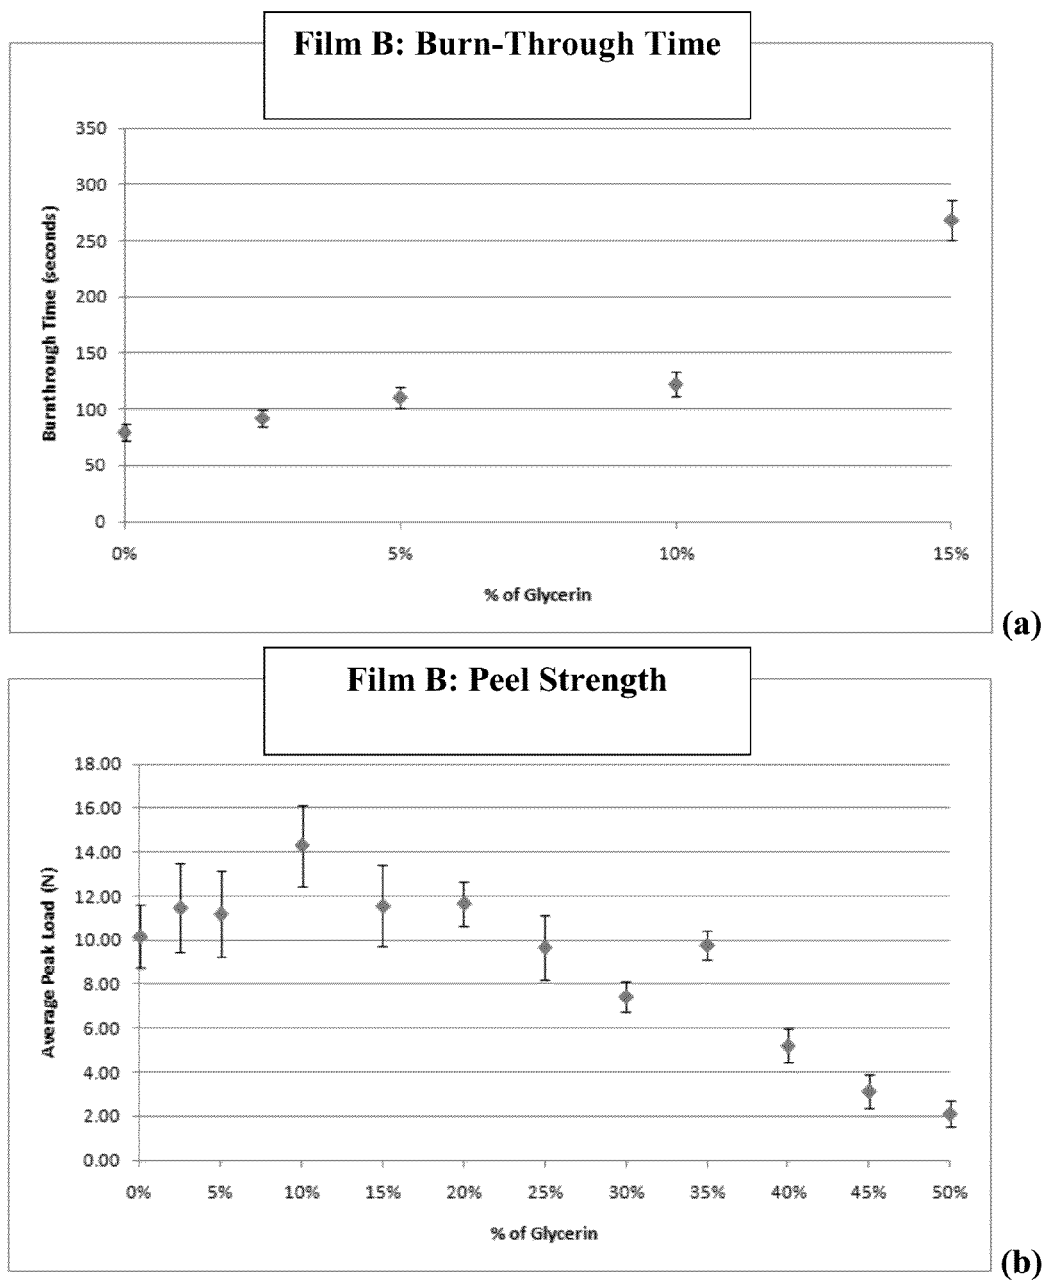 Film B: Burn-Through Time
350
300
250
200
150
100
50
0
Burnthrough Time (seconds)
0% 5% 10% 15%
% of Glycerin
(a)
Film B: Peel Strength
18.00
16.00
14.00
12.00
10.00
8.00
6.00
4.00
2.00
0.00
Average Peak Load (N)
0% 5% 10% 15% 20% 25% 30% 35% 40% 45% 50%
% of Glycerin
(b)